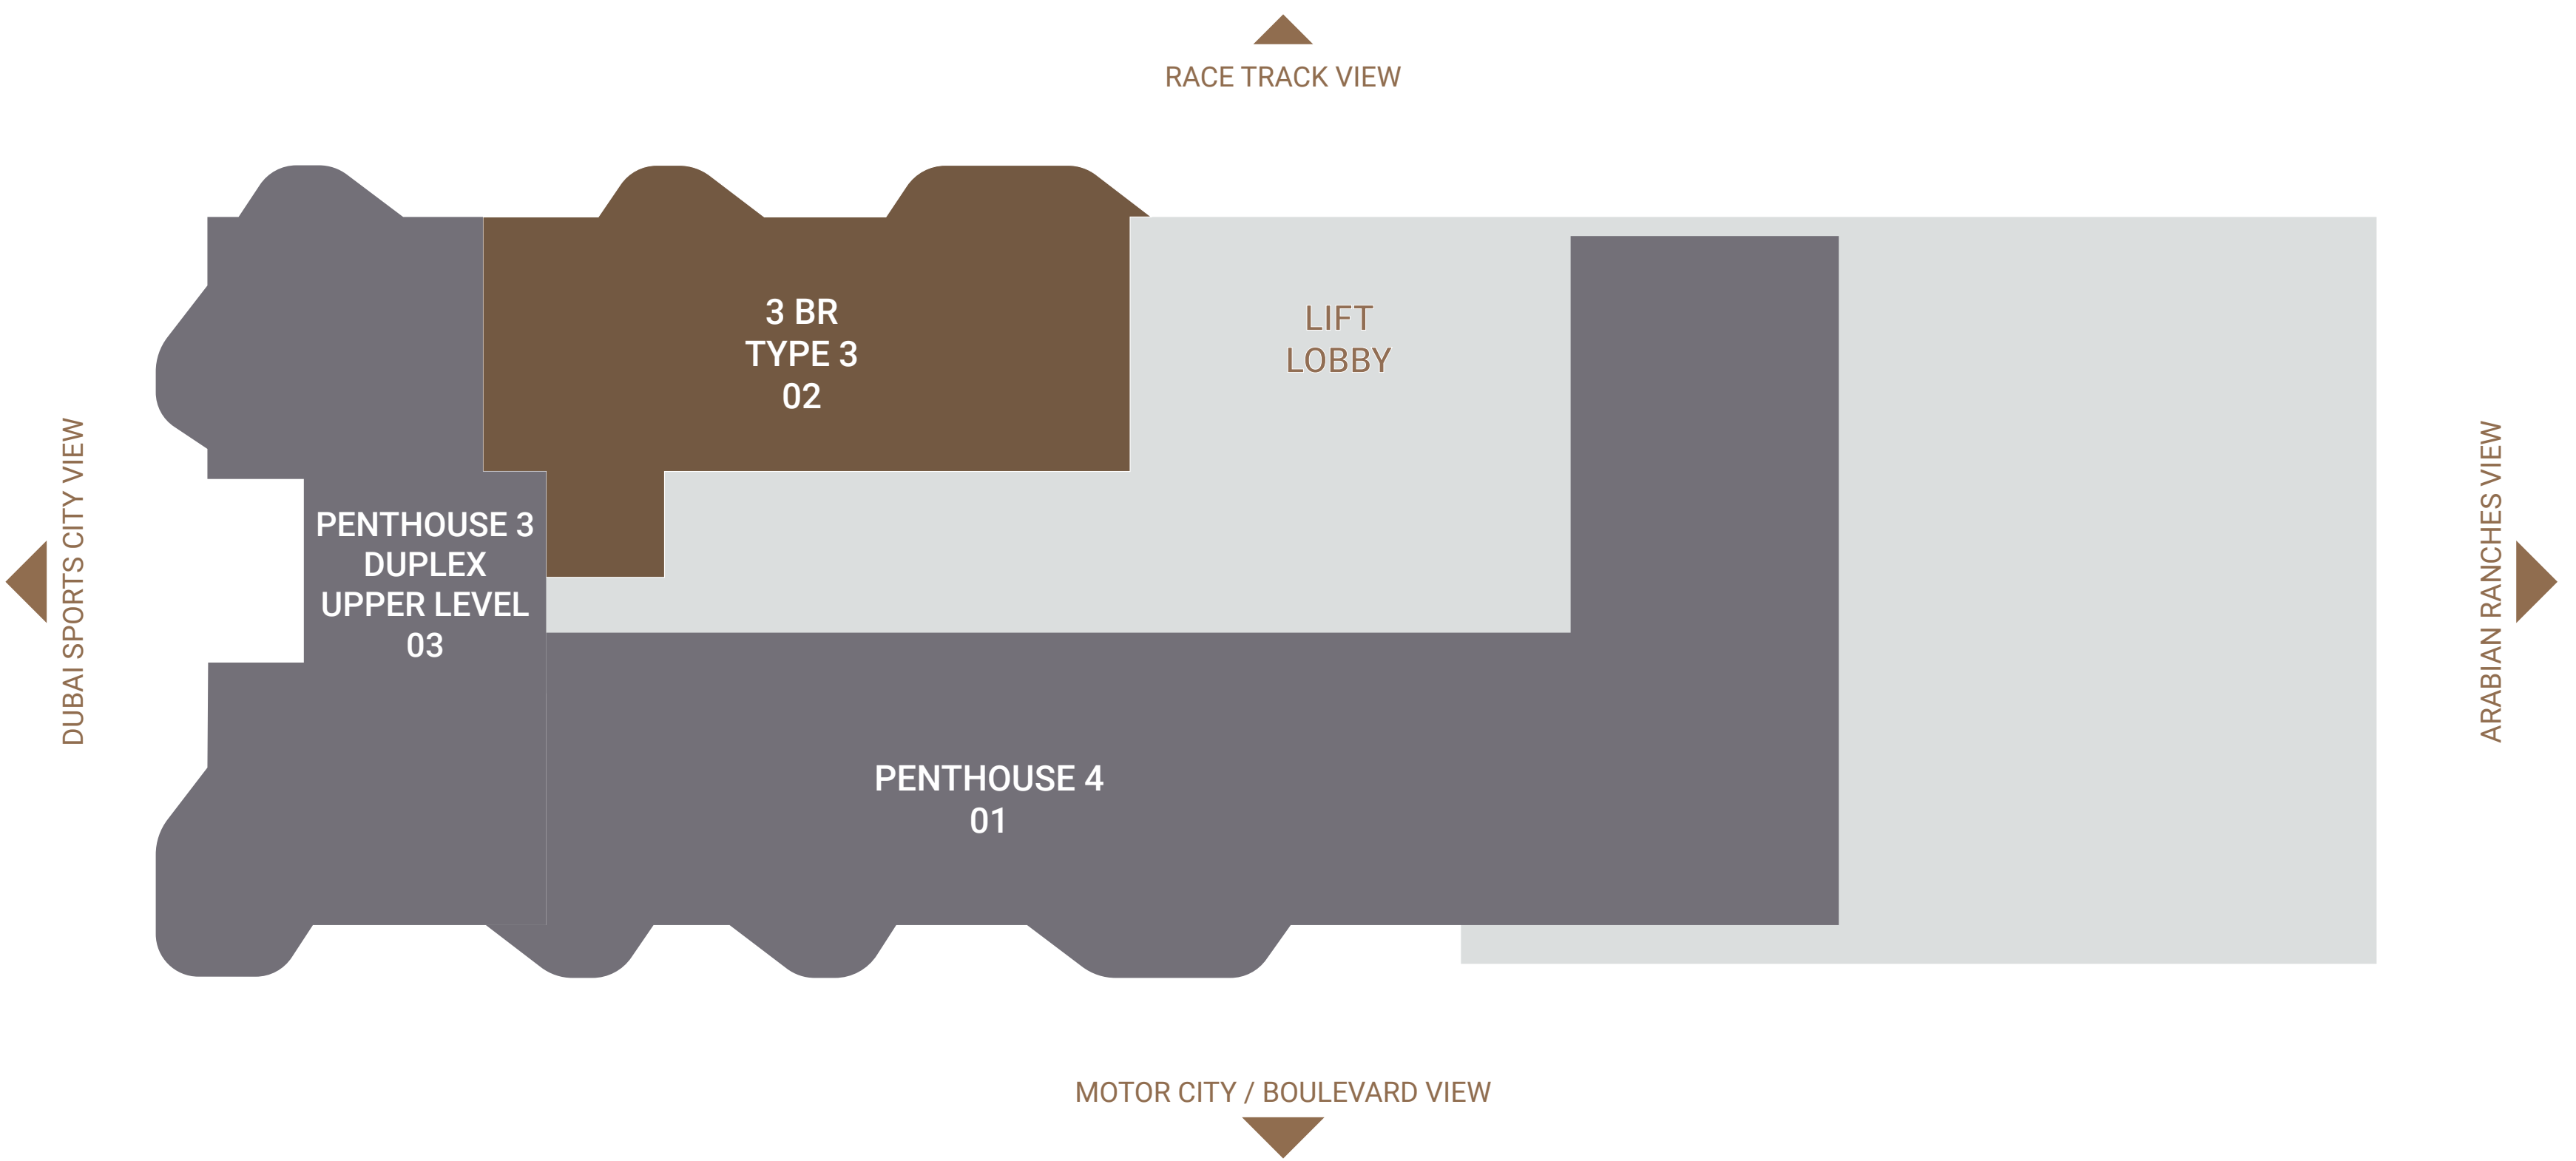 RACE TRACK VIEW
3 BR
TYPE 3
02
LIFT
LOBBY
DUBAI SPORTS CITY VIEW
PENTHOUSE 3
DUPLEX
UPPER LEVEL
03
ARABIAN RANCHES VIEW
PENTHOUSE 4
01
MOTOR CITY / BOULEVARD VIEW